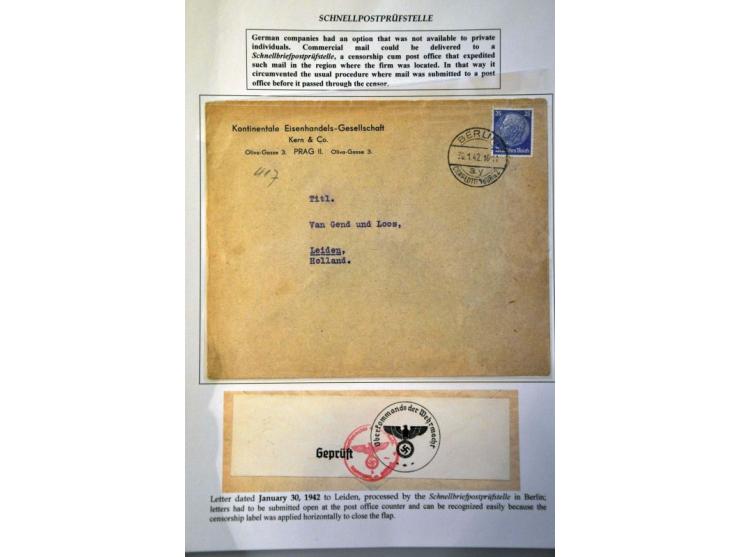 SCHNELLPOSTPRÜFSTELLE
German companies had an option that was not available to private
individuals. Commercial mail could be delivered to a
Schnellbriefpostprüfstelle, a censorship cum post office that expedited
such mail in the region where the firm was located. In that way it
circumvented the usual procedure where mail was submitted to a post
office before it passed through the censor.
Kontinentale Eisenhandels-Gesellschaft
Kern & Co.
Oliva-Gasse 3. PRAG II. Oliva-Gasse 3.
417
25 25
Deutsches Reich
BERLIN
30.1.42.
ay
Titl.
Van Gend und Loos,
Leiden,
Holland.
Geprüft
Oberkommando der Wehrmacht
Letter dated January 30, 1942 to Leiden, processed by the Schnellbriefpostprüfstelle in Berlin;
letters had to be submitted open at the post office counter and can be recognized easily because the
censorship label was applied horizontally to close the flap.